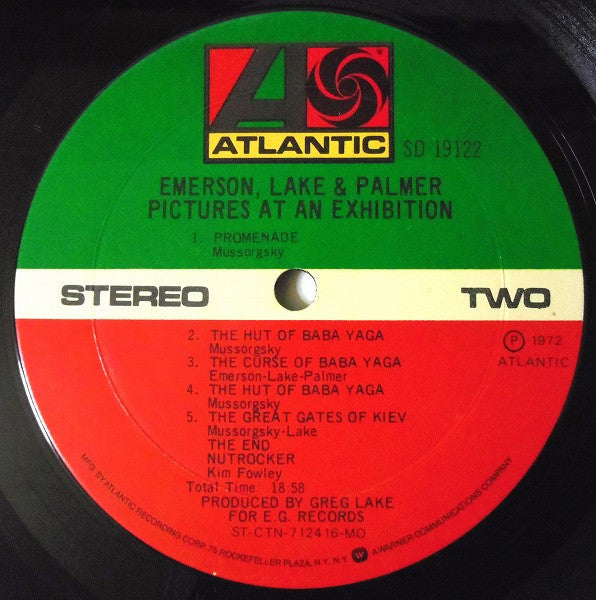 ATLANTIC
SD 19122
EMERSON, LAKE & PALMER
PICTURES AT AN EXHIBITION
1. PROMENADE
Mussorgsky
STEREO
TWO
2. THE HUT OF BABA YAGA
Mussorgsky
3. THE CURSE OF BABA YAGA
Emerson-Lake-Palmer
4. THE HUT OF BABA YAGA
Mussorgsky
5. THE GREAT GATES OF KIEV
Mussorgsky-Lake
THE END
NUTROCKER
Kim Fowley
Total Time 18:58
PRODUCED BY GREG LAKE
FOR E.G. RECORDS
ST-CTN-712416-MO
℗ 1972
ATLANTIC
MFG. BY ATLANTIC RECORDING CORP. 75 ROCKEFELLER PLAZA, N.Y., N.Y. W A WARNER COMMUNICATIONS COMPANY